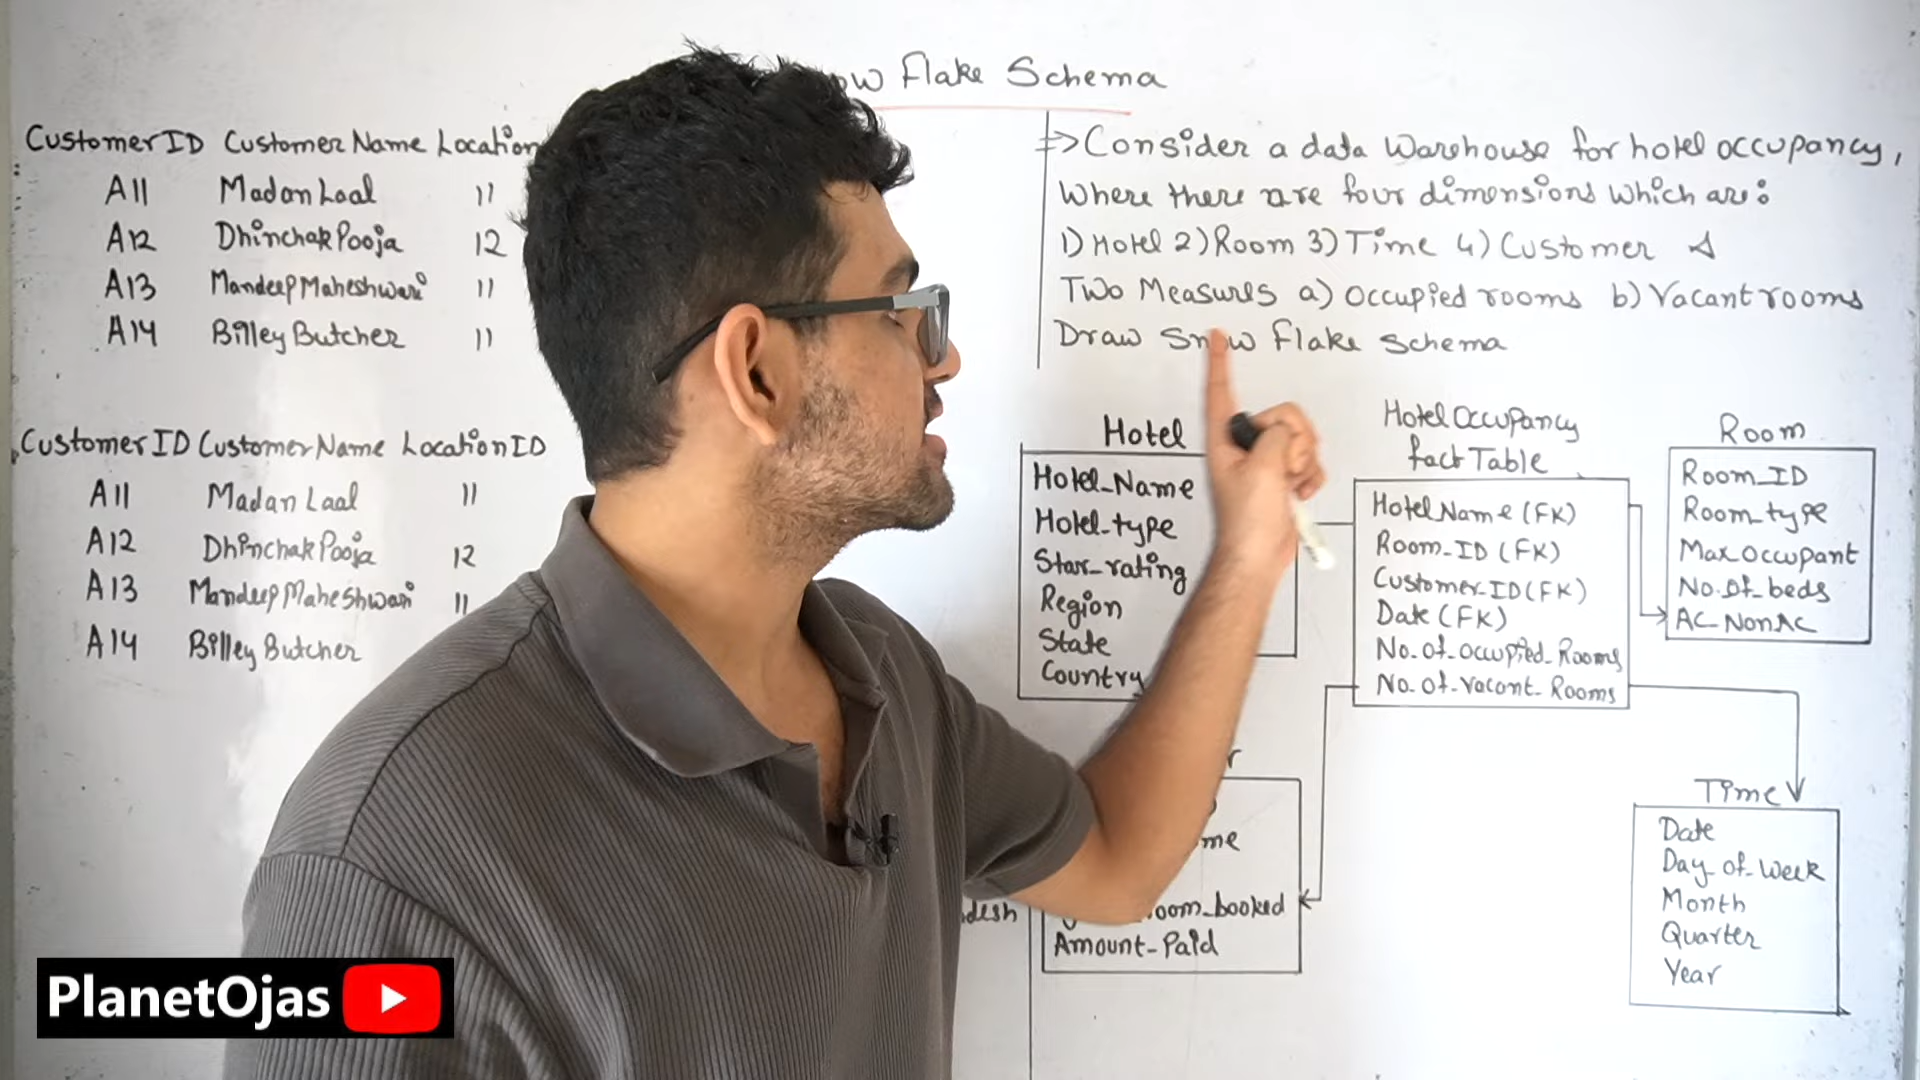 Flake Schema
CustomerID CustomerName Location
A11 Madan Laal 11
A12 Dhinchak Pooja 12
A13 Mandeep Maheshwari 11
A14 Billey Butcher 11
CustomerID CustomerName LocationID
A11 Madan Laal 11
A12 Dhinchak Pooja 12
A13 Mandeep Maheshwari 11
A14 Billey Butcher
=> Consider a data Warehouse for hotel occupancy,
Where there are four dimensions Which are:
1) Hotel 2) Room 3) Time 4) Customer &
Two Measures a) Occupied rooms b) Vacant rooms
Draw Snow Flake Schema
Hotel
Hotel_Name
Hotel_type
Star_rating
Region
State
Country
Hotel Occupancy
fact Table
Hotel Name (FK)
Room_ID (FK)
Customer_ID (FK)
Date (FK)
No_Of_Occupied_Rooms
No_Of_Vacant_Rooms
Room
Room_ID
Room_type
Max Occupant
No_Of_beds
AC_NonAC
room_booked
Amount_Paid
Time
Date
Day_of_Week
Month
Quarter
Year
PlanetOjas